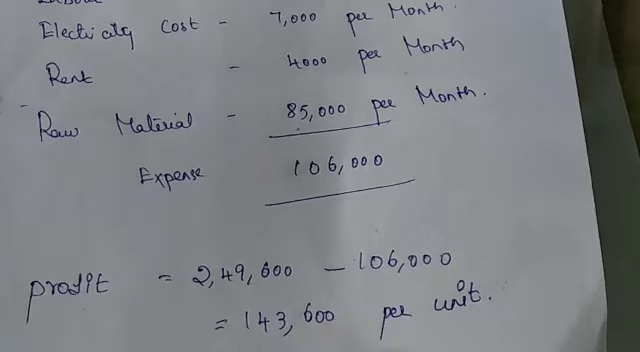 Electricity Cost - 7,000 per Month.
Rent - 4000 per Month
Raw Material - 85,000 per Month.
Expense 106,000
profit = 2,49,600 - 106,000
= 143,600 per unit.